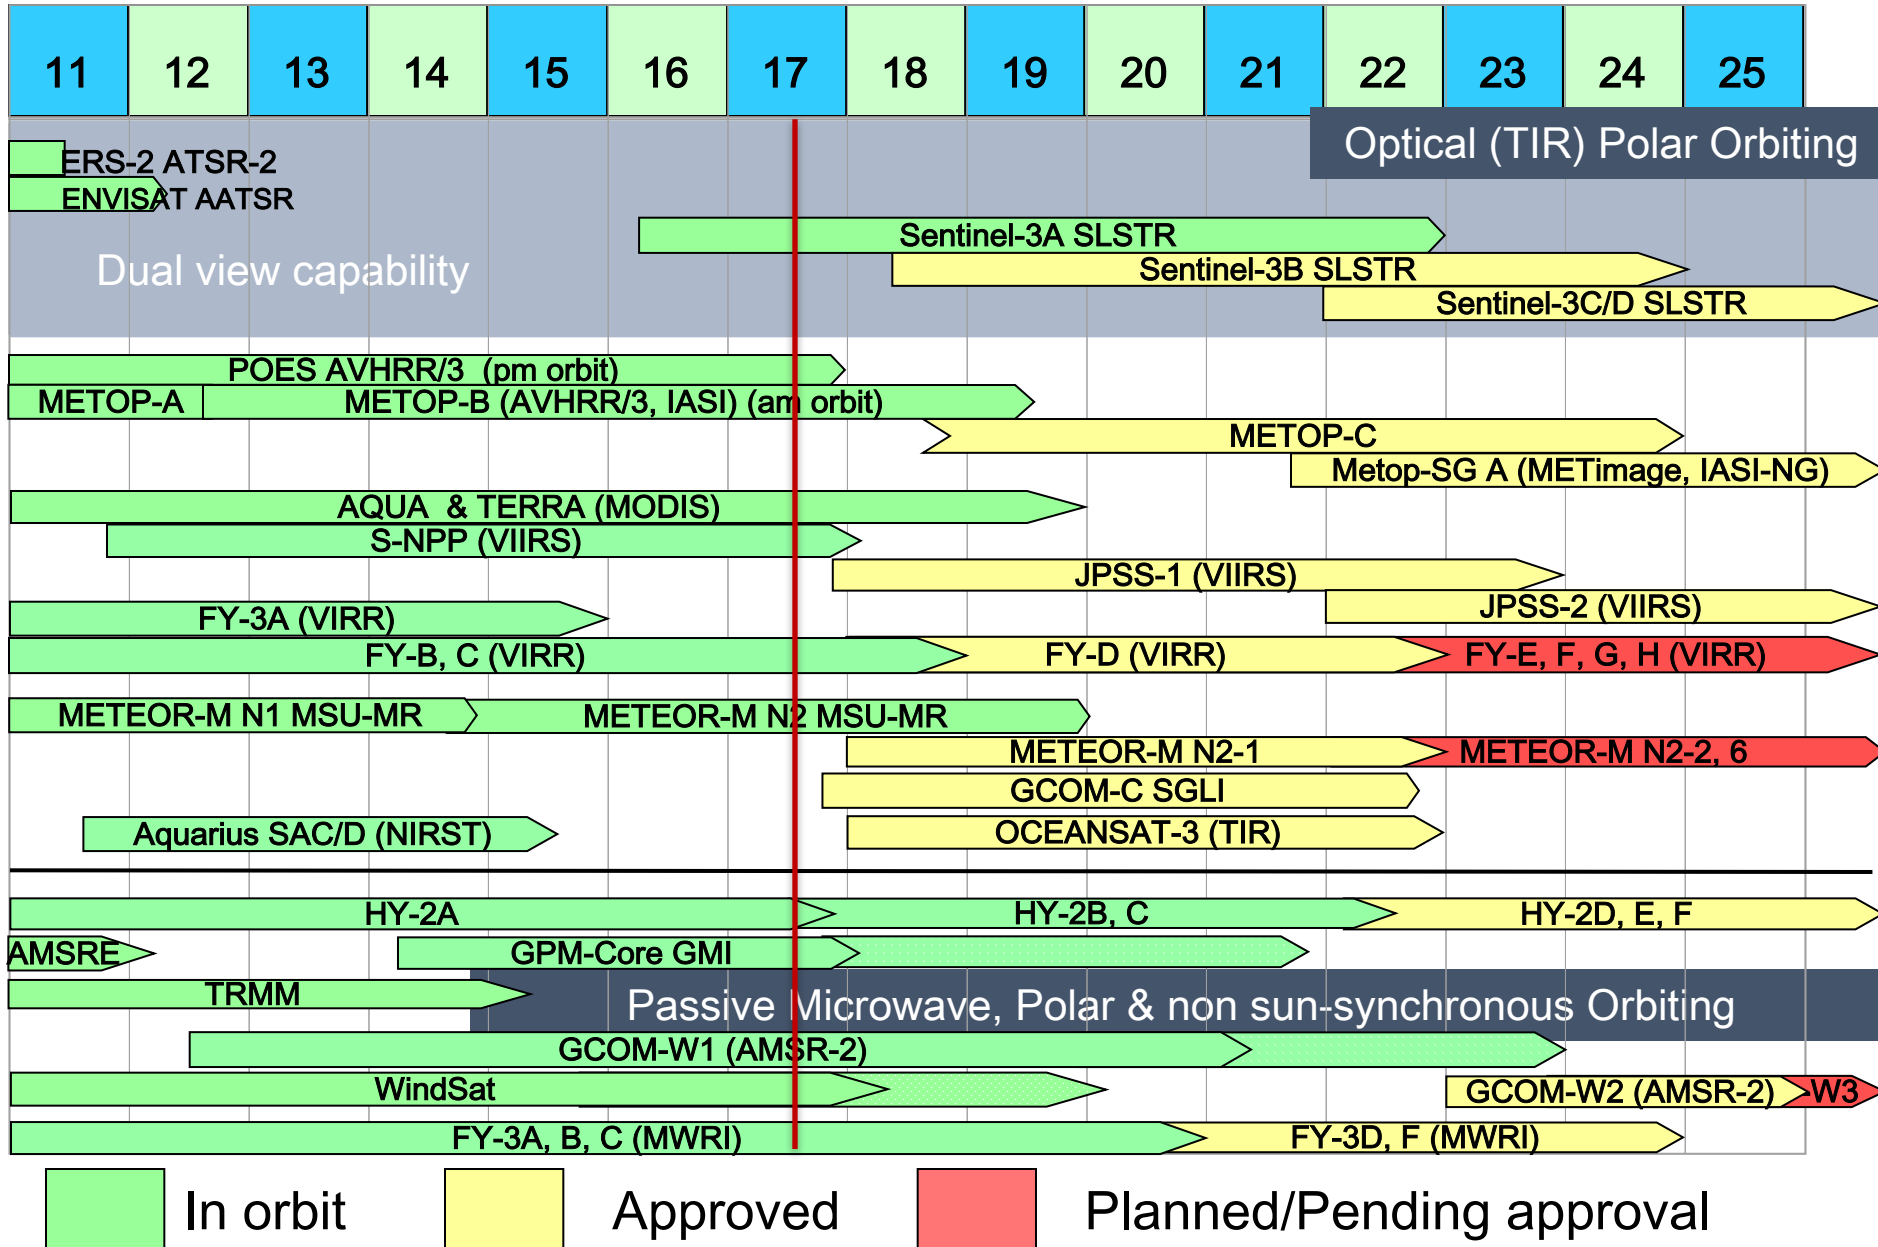 11 12 13 14 15 16 17 18 19 20 21 22 23 24 25
Optical (TIR) Polar Orbiting
ERS-2 ATSR-2
ENVISAT AATSR
Sentinel-3A SLSTR
Dual view capability
Sentinel-3B SLSTR
Sentinel-3C/D SLSTR
POES AVHRR/3 (pm orbit)
METOP-A METOP-B (AVHRR/3, IASI) (am orbit)
METOP-C
Metop-SG A (METimage, IASI-NG)
AQUA & TERRA (MODIS)
S-NPP (VIIRS)
JPSS-1 (VIIRS)
JPSS-2 (VIIRS)
FY-3A (VIRR)
FY-B, C (VIRR) FY-D (VIRR) FY-E, F, G, H (VIRR)
METEOR-M N1 MSU-MR METEOR-M N2 MSU-MR
METEOR-M N2-1 METEOR-M N2-2, 6
GCOM-C SGLI
Aquarius SAC/D (NIRST) OCEANSAT-3 (TIR)
HY-2A HY-2B, C HY-2D, E, F
AMSRE GPM-Core GMI
TRMM
Passive Microwave, Polar & non sun-synchronous Orbiting
GCOM-W1 (AMSR-2)
WindSat GCOM-W2 (AMSR-2) -W3
FY-3A, B, C (MWRI) FY-3D, F (MWRI)
In orbit Approved Planned/Pending approval